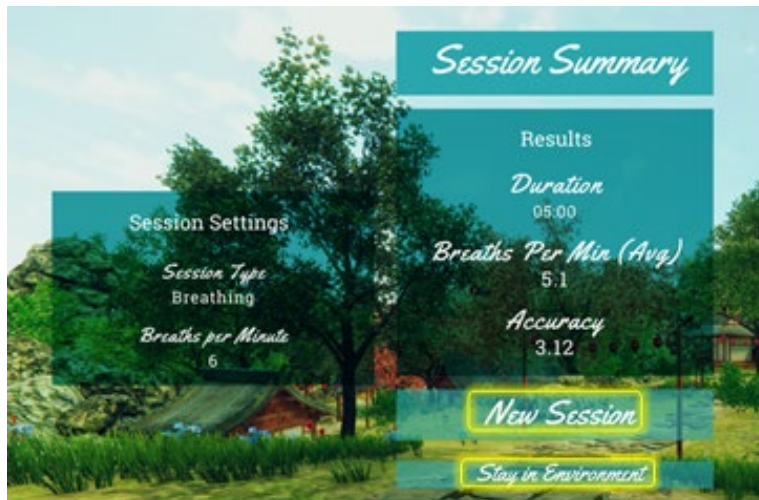 Session Summary
Results
Duration
05:00
Breaths Per Min (Avg)
5.1
Accuracy
3.12
New Session
Stay in Environment
Session Settings
Session Type
Breathing
Breaths per Minute
6